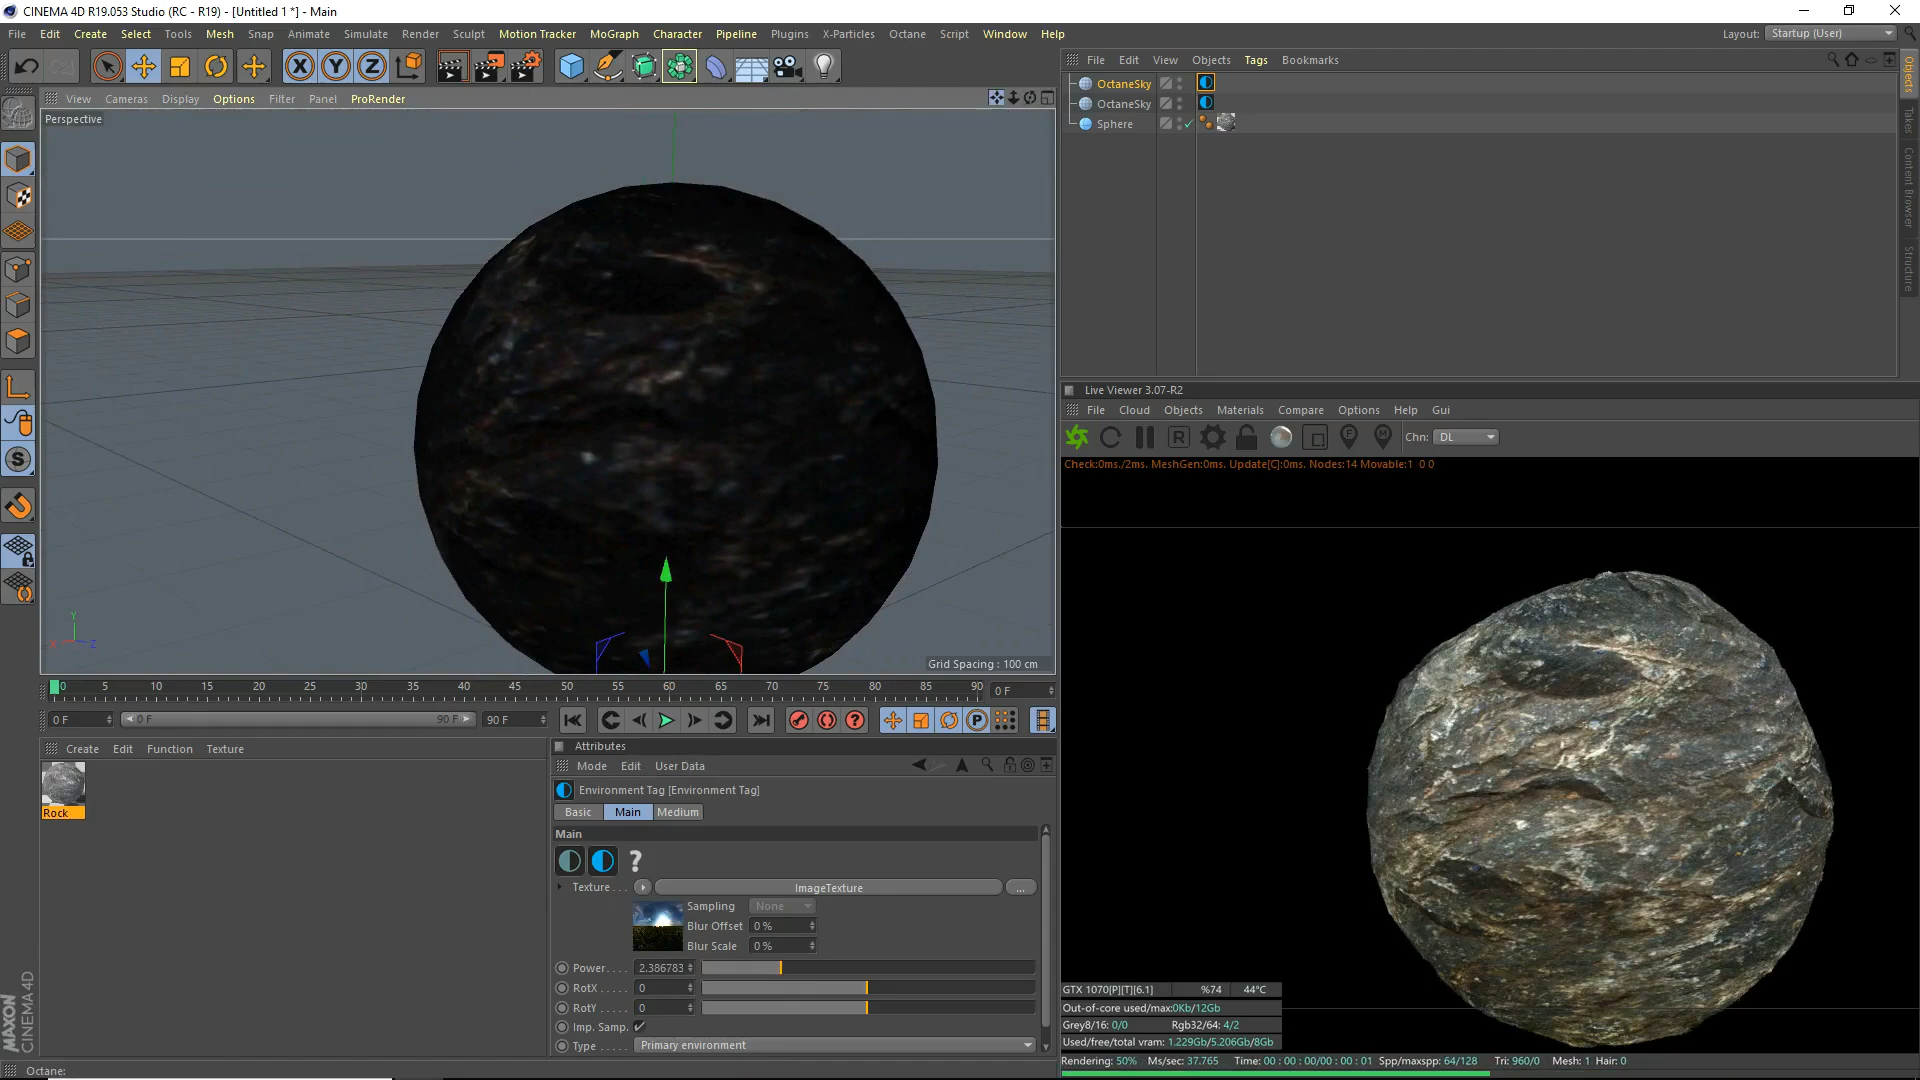 CINEMA 4D R19.053 Studio (RC - R19) - [Untitled 1 *] - Main
File Edit Create Select Tools Mesh Snap Animate Simulate Render Sculpt Motion Tracker MoGraph Character Pipeline Plugins X-Particles Octane Script Window Help
Layout: Startup (User)
X Y Z
View Cameras Display Options Filter Panel ProRender
Perspective
Y
X Z
Grid Spacing : 100 cm
0 5 10 15 20 25 30 35 40 45 50 55 60 65 70 75 80 85 90 0 F
0 F 0 F 90 F 90 F
Create Edit Function Texture
Rock
MAXON
CINEMA 4D
Octane:
Attributes
Mode Edit User Data
Environment Tag [Environment Tag]
Basic Main Medium
Main
Texture . . . ImageTexture ...
Sampling None
Blur Offset 0 %
Blur Scale 0 %
Power. . . . 2.386783
RotX . . . . . 0
RotY . . . . . 0
Imp. Samp.
Type . . . . . Primary environment
File Edit View Objects Tags Bookmarks
OctaneSky
OctaneSky
Sphere
Objects
Takes
Content Browser
Structure
Live Viewer 3.07-R2
File Cloud Objects Materials Compare Options Help Gui
R F M Chn: DL
Check:0ms./2ms. MeshGen:0ms. Update[C]:0ms. Nodes:14 Movable:1 0 0
GTX 1070[P][T][6.1] %74 44°C
Out-of-core used/max:0Kb/12Gb
Grey8/16: 0/0 Rgb32/64: 4/2
Used/free/total vram: 1.229Gb/5.206Gb/8Gb
Rendering: 50% Ms/sec: 37.765 Time: 00 : 00 : 00/00 : 00 : 01 Spp/maxspp: 64/128 Tri: 960/0 Mesh: 1 Hair: 0